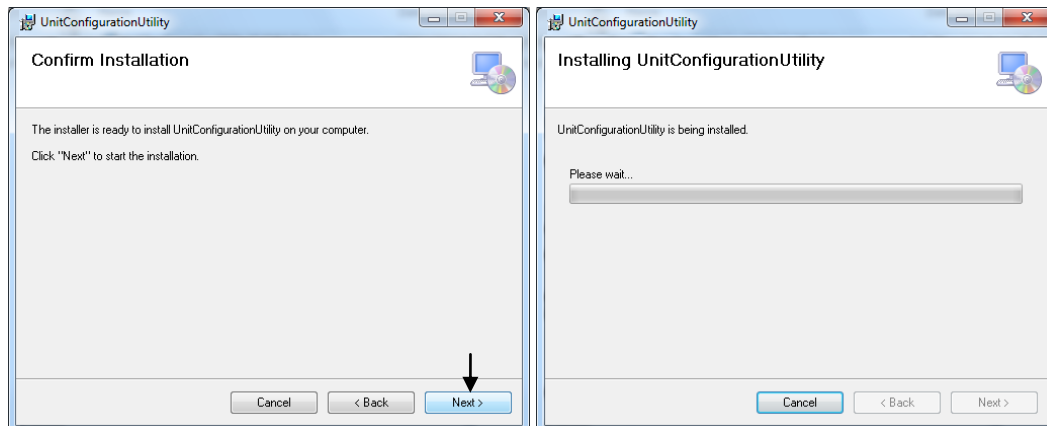 UnitConfigurationUtility
Confirm Installation
The installer is ready to install UnitConfigurationUtility on your computer.
Click "Next" to start the installation.
Cancel
< Back
Next >
UnitConfigurationUtility
Installing UnitConfigurationUtility
UnitConfigurationUtility is being installed.
Please wait...
Cancel
< Back
Next >